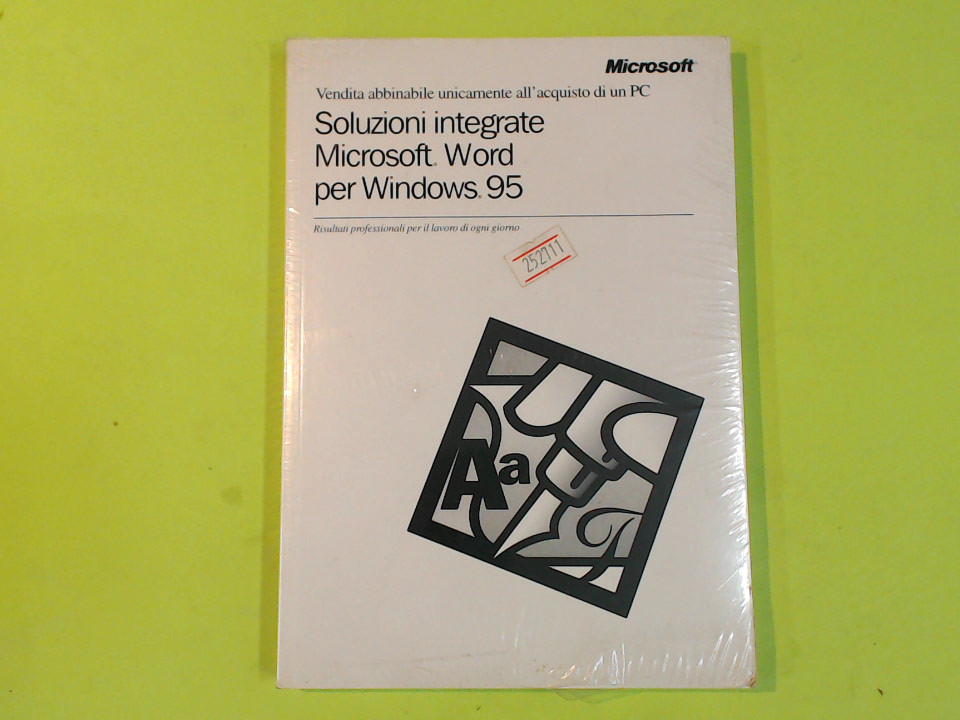 Microsoft
Vendita abbinabile unicamente all'acquisto di un PC
Soluzioni integrate
Microsoft® Word
per Windows® 95
Risultati professionali per il lavoro di ogni giorno
252711
Aa